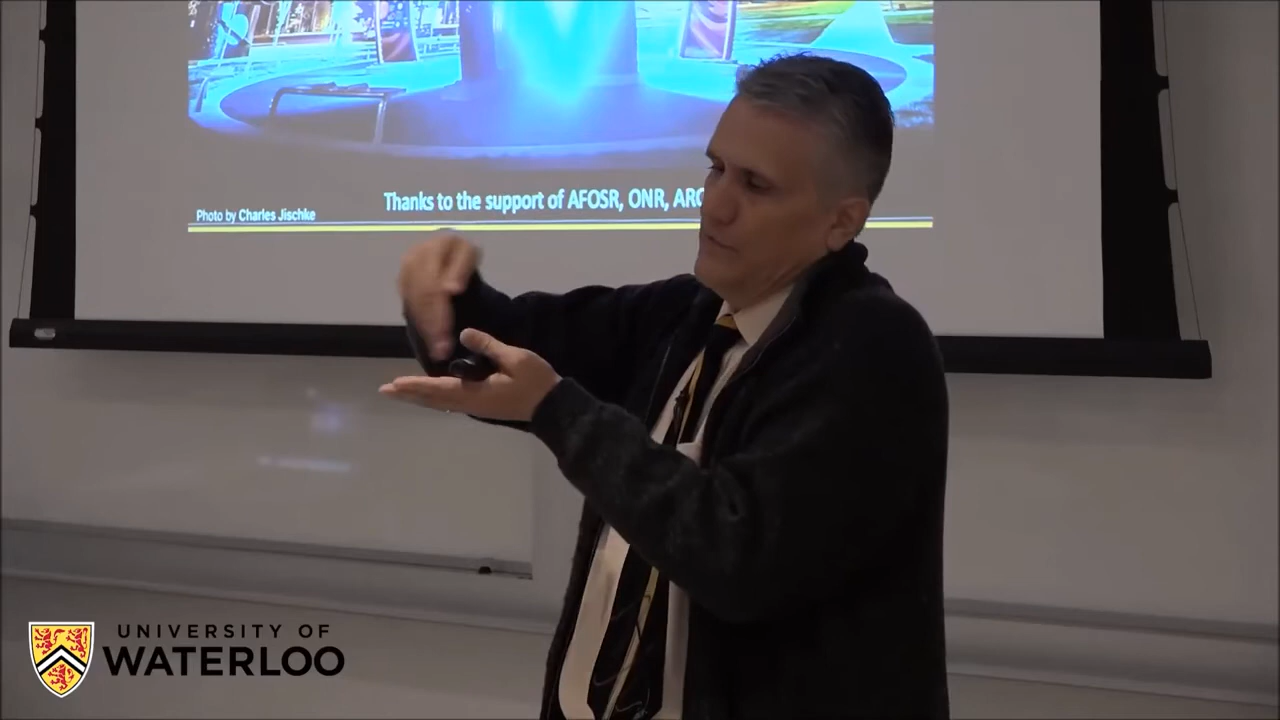 Thanks to the support of AFOSR, ONR, ARO
Photo by Charles Jischke
UNIVERSITY OF
WATERLOO